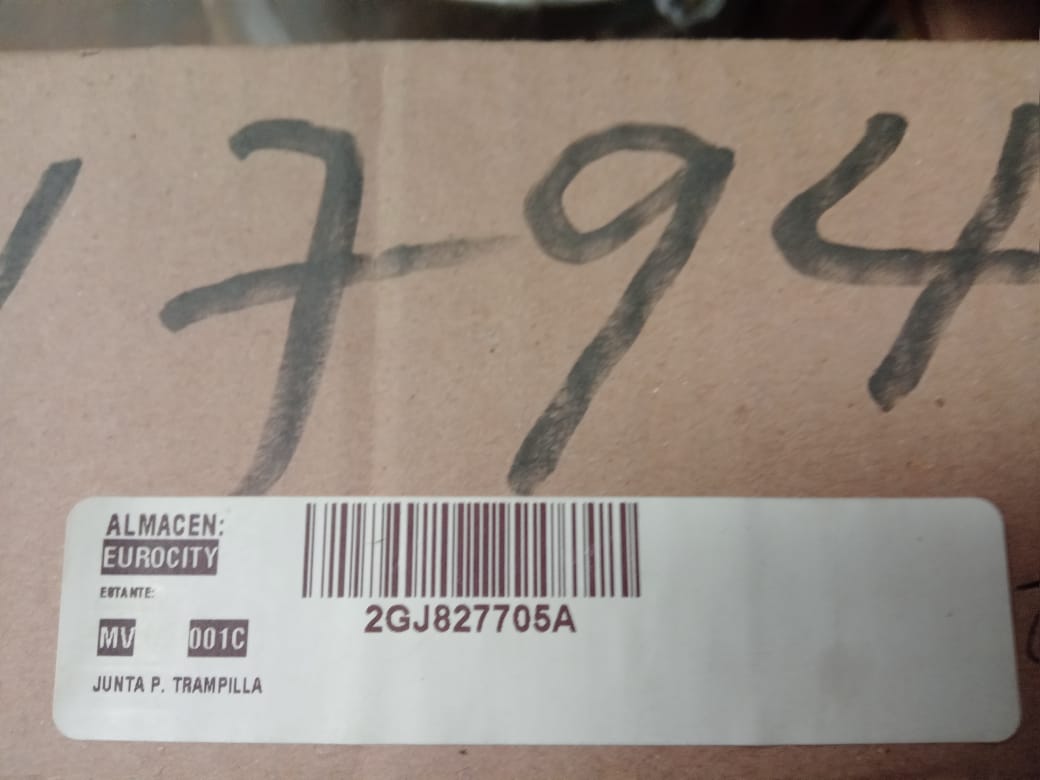 794
ALMACEN:
EUROCITY
ESTANTE:
MV 001C
JUNTA P. TRAMPILLA
2GJ827705A